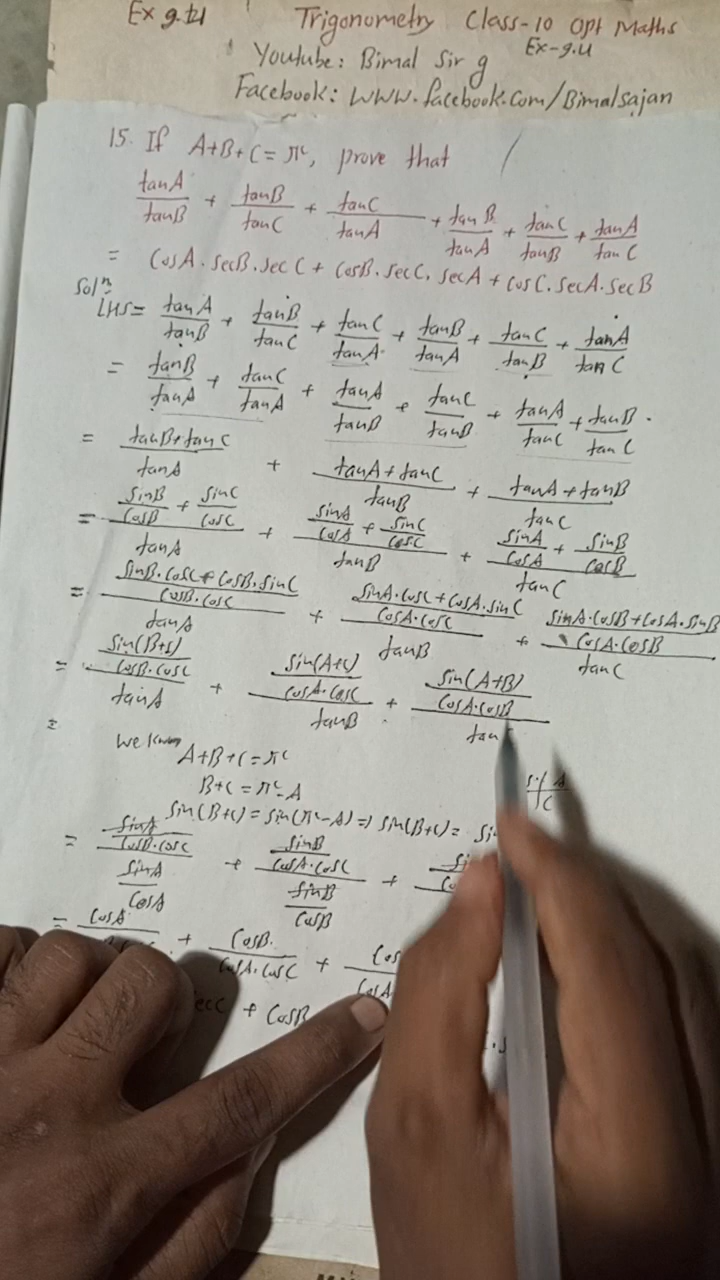 Ex 9.4 Trigonometry Class-10 Opt Maths
Ex-9.4
Youtube: Bimal Sir g
Facebook: WWW.facebook.com/Bimalsajan
15. If A+B+C = πᶜ, prove that
tanA/tanB + tanB/tanC + tanC/tanA + tanB/tanA + tanC/tanB + tanA/tanC
= CosA.secB.secC + CosB.secC.secA + CosC.secA.secB
Solⁿ
LHS = tanA/tanB + tanB/tanC + tanC/tanA + tanB/tanA + tanC/tanB + tanA/tanC
= tanB/tanA + tanC/tanA + tanA/tanB + tanC/tanB + tanA/tanC + tanB/tanC
= (tanB+tanC)/tanA + (tanA+tanC)/tanB + (tanA+tanB)/tanC
= (sinB/CosB + sinC/CosC)/tanA + (sinA/CosA + sinC/CosC)/tanB + (sinA/CosA + sinB/CosB)/tanC
= ((sinB.CosC+CosB.sinC)/(CosB.CosC))/tanA + ((sinA.CosC+CosA.sinC)/(CosA.CosC))/tanB + ((sinA.CosB+CosA.sinB)/(CosA.CosB))/tanC
= (sin(B+C)/(CosB.CosC))/tanA + (sin(A+C)/(CosA.CosC))/tanB + (sin(A+B)/(CosA.CosB))/tan
=
We know
A+B+C = πᶜ
B+C = πᶜ-A
sin(B+C) = sin(πᶜ-A) => sin(B+C) =
= (sinA/(CosB.CosC))/(sinA/CosA) + (sinB/(CosA.CosC))/(sinB/CosB) +
= CosA/ + CosB/(CosA.CosC) +
+ CosB